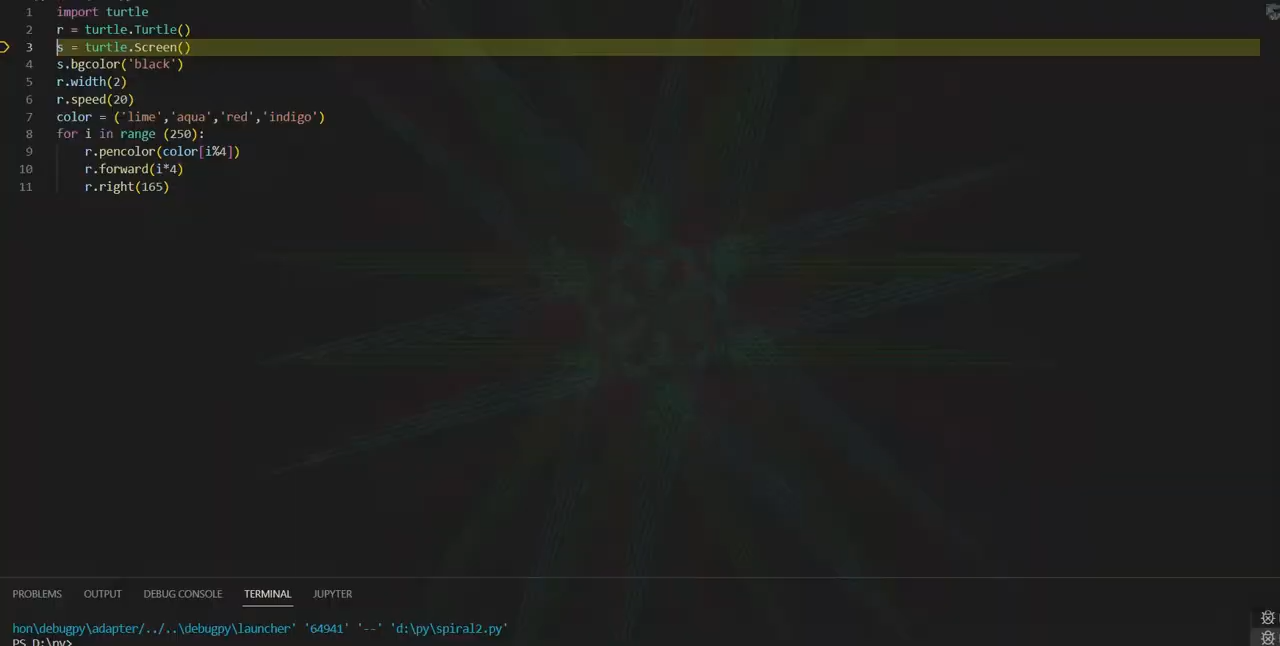 1 import turtle
2 r = turtle.Turtle()
3 s = turtle.Screen()
4 s.bgcolor('black')
5 r.width(2)
6 r.speed(20)
7 color = ('lime','aqua','red','indigo')
8 for i in range (250):
9     r.pencolor(color[i%4])
10     r.forward(i*4)
11     r.right(165)
PROBLEMS OUTPUT DEBUG CONSOLE TERMINAL JUPYTER
hon\debugpy\adapter/../..\debugpy\launcher' '64941' '--' 'd:\py\spiral2.py'
PS D:\py>